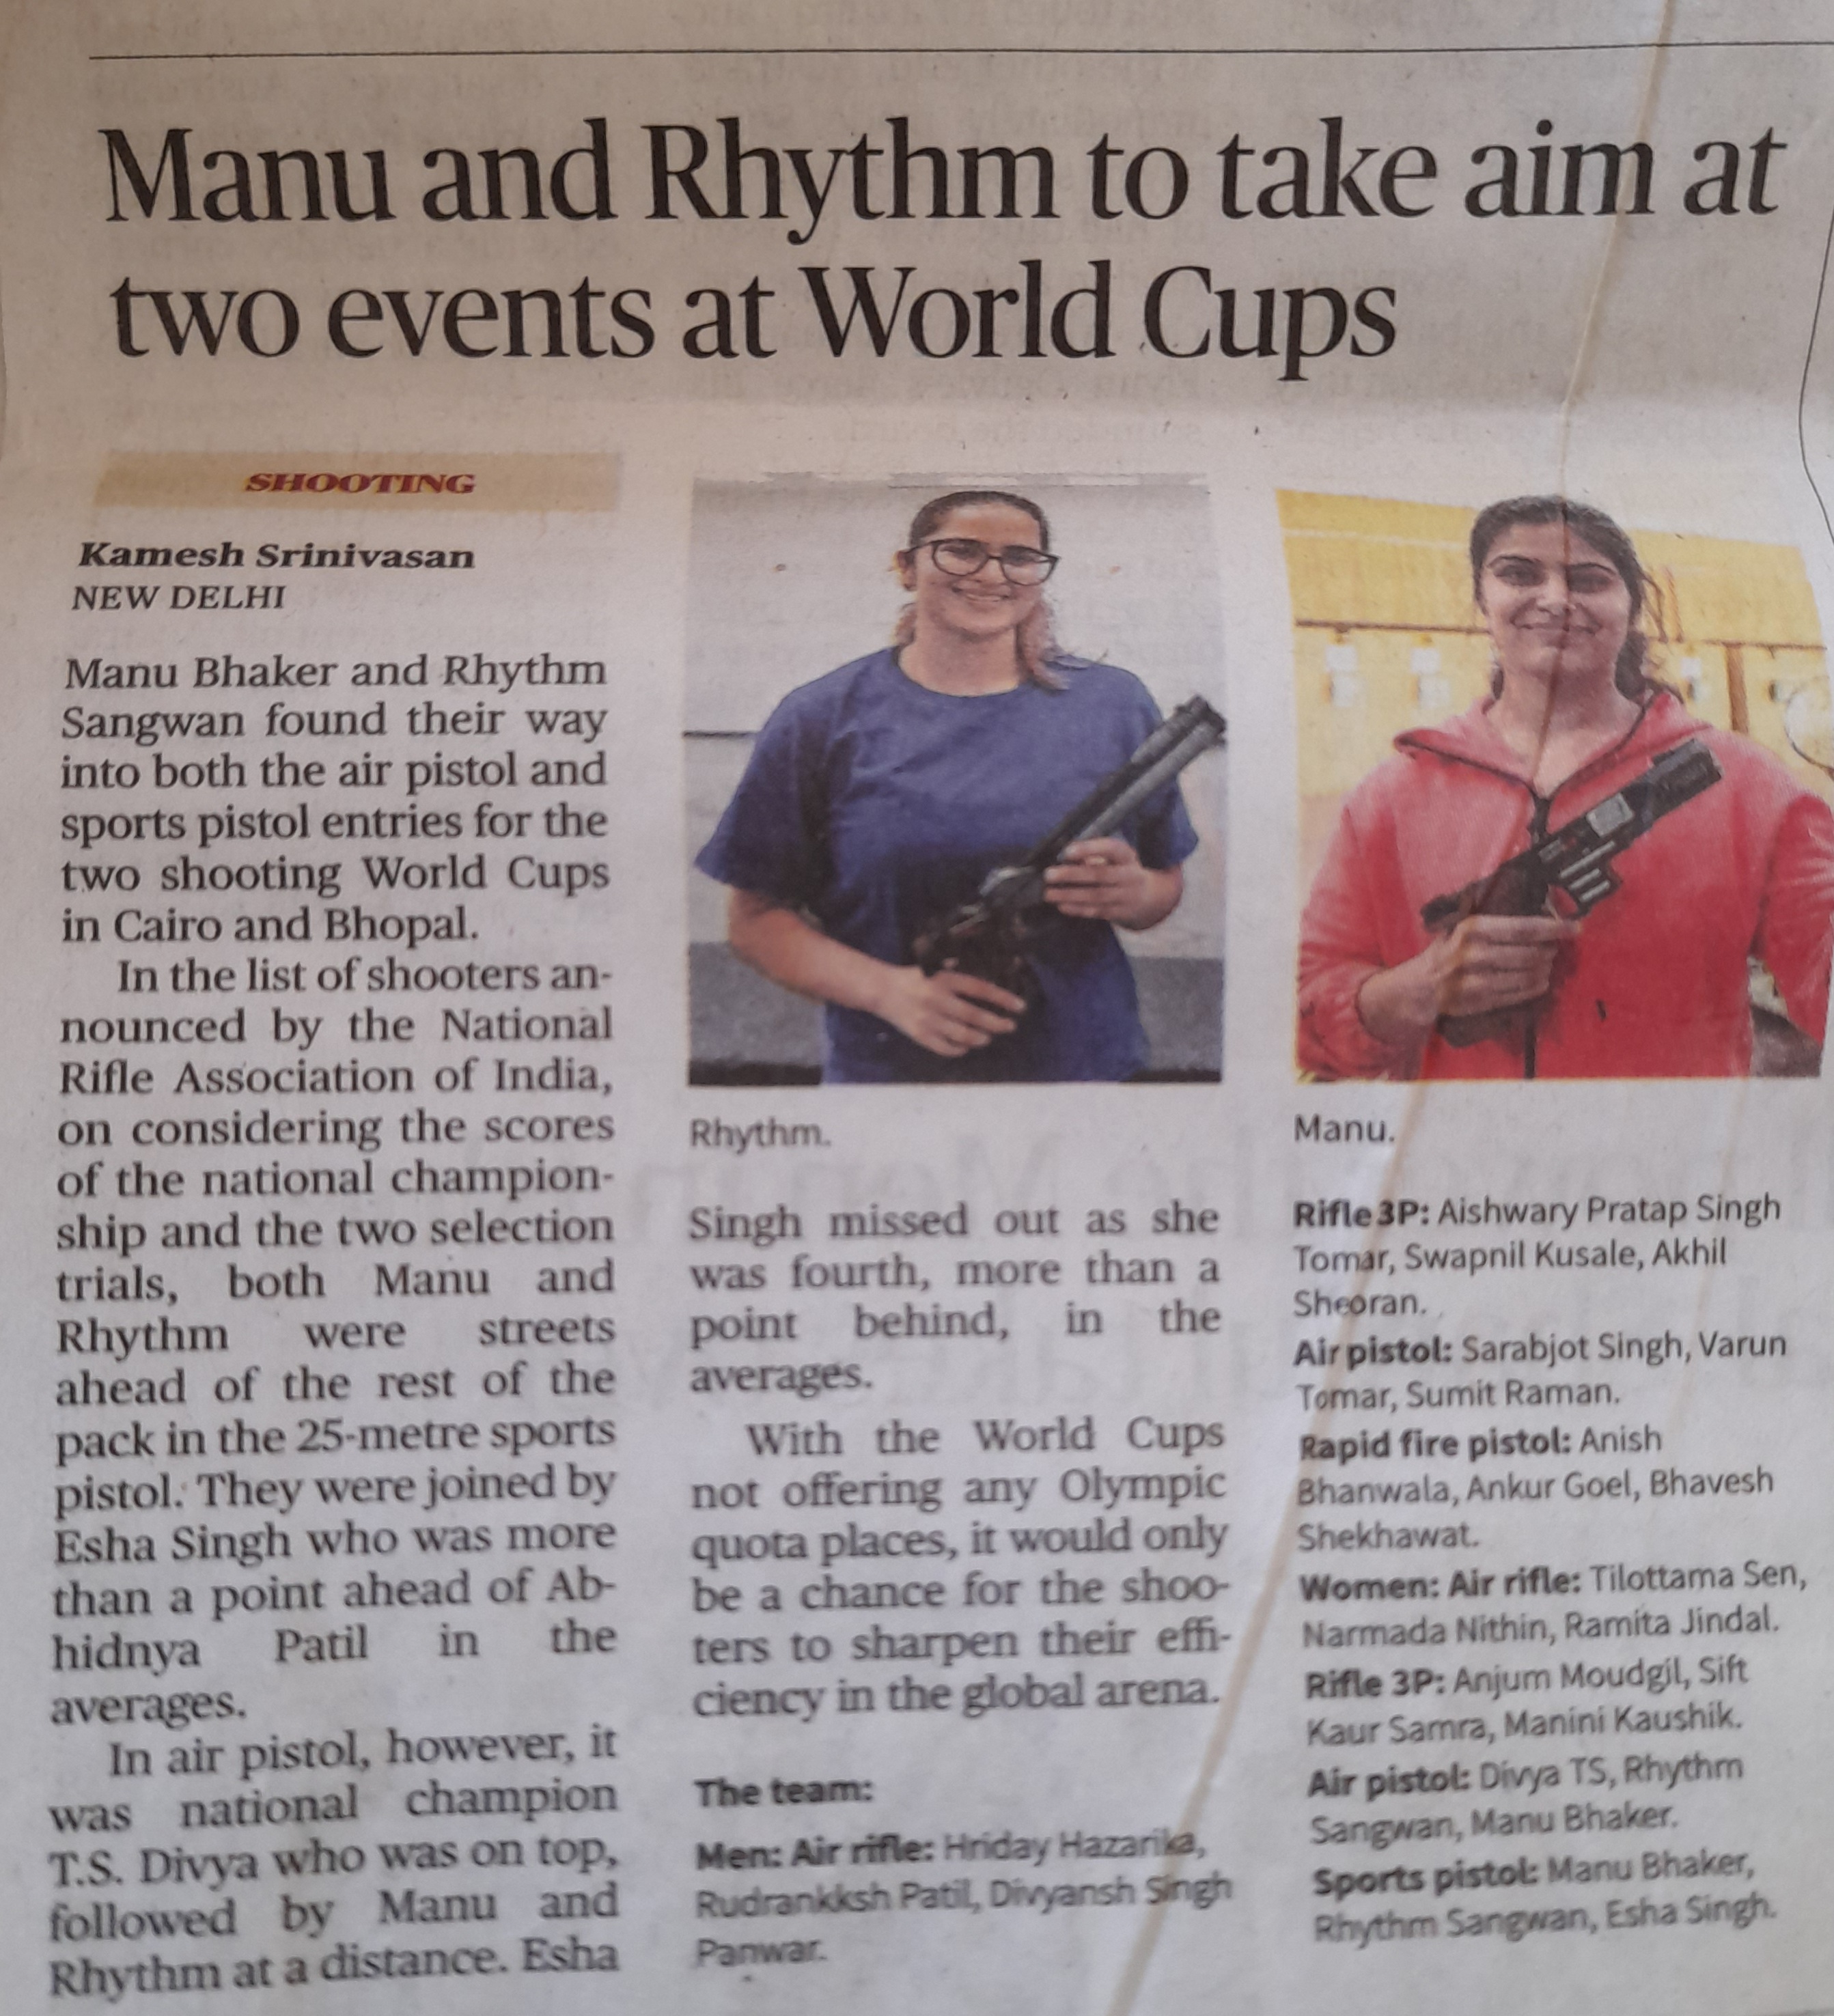 Manu and Rhythm to take aim at
two events at World Cups
SHOOTING
Kamesh Srinivasan
NEW DELHI
Manu Bhaker and Rhythm
Sangwan found their way
into both the air pistol and
sports pistol entries for the
two shooting World Cups
in Cairo and Bhopal.
In the list of shooters an-
nounced by the National
Rifle Association of India,
on considering the scores
of the national champion-
ship and the two selection
trials, both Manu and
Rhythm were streets
ahead of the rest of the
pack in the 25-metre sports
pistol. They were joined by
Esha Singh who was more
than a point ahead of Ab-
hidnya Patil in the
averages.
In air pistol, however, it
was national champion
T.S. Divya who was on top,
followed by Manu and
Rhythm at a distance. Esha
Rhythm.
Singh missed out as she
was fourth, more than a
point behind, in the
averages.
With the World Cups
not offering any Olympic
quota places, it would only
be a chance for the shoo-
ters to sharpen their effi-
ciency in the global arena.
The team:
Men: Air rifle: Hriday Hazarika,
Rudrankksh Patil, Divyansh Singh
Panwar.
Manu.
Rifle 3P: Aishwary Pratap Singh
Tomar, Swapnil Kusale, Akhil
Sheoran.
Air pistol: Sarabjot Singh, Varun
Tomar, Sumit Raman.
Rapid fire pistol: Anish
Bhanwala, Ankur Goel, Bhavesh
Shekhawat.
Women: Air rifle: Tilottama Sen,
Narmada Nithin, Ramita Jindal.
Rifle 3P: Anjum Moudgil, Sift
Kaur Samra, Manini Kaushik.
Air pistol: Divya TS, Rhythm
Sangwan, Manu Bhaker.
Sports pistol: Manu Bhaker,
Rhythm Sangwan, Esha Singh.